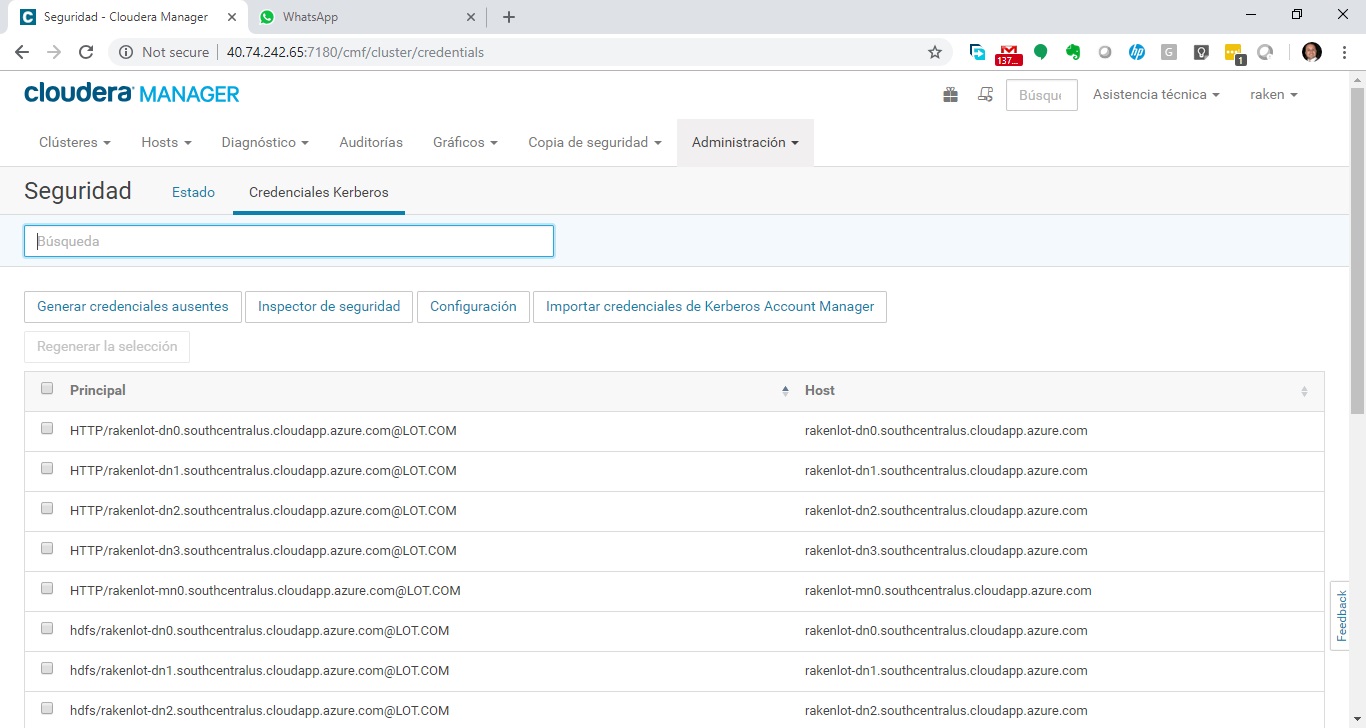 Seguridad - Cloudera Manager
WhatsApp
Not secure 40.74.242.65:7180/cmf/cluster/credentials
137...
hp
G
1
cloudera MANAGER
Búsqu
Asistencia técnica
raken
Clústeres
Hosts
Diagnóstico
Auditorías
Gráficos
Copia de seguridad
Administración
Seguridad
Estado
Credenciales Kerberos
Búsqueda
Generar credenciales ausentes
Inspector de seguridad
Configuración
Importar credenciales de Kerberos Account Manager
Regenerar la selección
Principal Host
HTTP/rakenlot-dn0.southcentralus.cloudapp.azure.com@LOT.COM rakenlot-dn0.southcentralus.cloudapp.azure.com
HTTP/rakenlot-dn1.southcentralus.cloudapp.azure.com@LOT.COM rakenlot-dn1.southcentralus.cloudapp.azure.com
HTTP/rakenlot-dn2.southcentralus.cloudapp.azure.com@LOT.COM rakenlot-dn2.southcentralus.cloudapp.azure.com
HTTP/rakenlot-dn3.southcentralus.cloudapp.azure.com@LOT.COM rakenlot-dn3.southcentralus.cloudapp.azure.com
HTTP/rakenlot-mn0.southcentralus.cloudapp.azure.com@LOT.COM rakenlot-mn0.southcentralus.cloudapp.azure.com
hdfs/rakenlot-dn0.southcentralus.cloudapp.azure.com@LOT.COM rakenlot-dn0.southcentralus.cloudapp.azure.com
hdfs/rakenlot-dn1.southcentralus.cloudapp.azure.com@LOT.COM rakenlot-dn1.southcentralus.cloudapp.azure.com
hdfs/rakenlot-dn2.southcentralus.cloudapp.azure.com@LOT.COM rakenlot-dn2.southcentralus.cloudapp.azure.com
Feedback